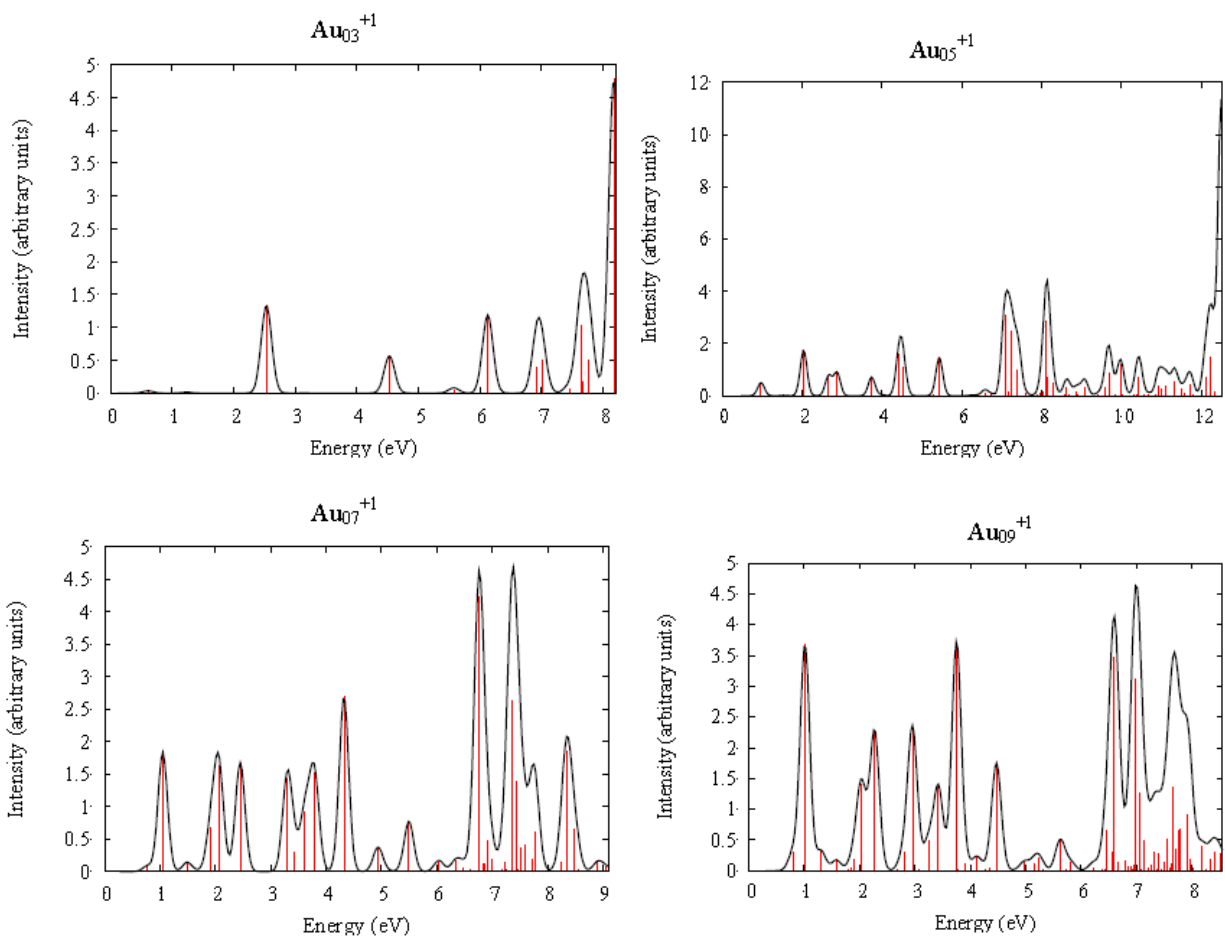 Au03+1
5
4.5
4
3.5
3
2.5
2
1.5
1
0.5
0
0 1 2 3 4 5 6 7 8
Intensity (arbitrary units)
Energy (eV)
Au05+1
12
10
8
6
4
2
0
0 2 4 6 8 10 12
Intensity (arbitrary units)
Energy (eV)
Au07+1
5
4.5
4
3.5
3
2.5
2
1.5
1
0.5
0
0 1 2 3 4 5 6 7 8 9
Intensity (arbitrary units)
Energy (eV)
Au09+1
5
4.5
4
3.5
3
2.5
2
1.5
1
0.5
0
0 1 2 3 4 5 6 7 8
Intensity (arbitrary units)
Energy (eV)